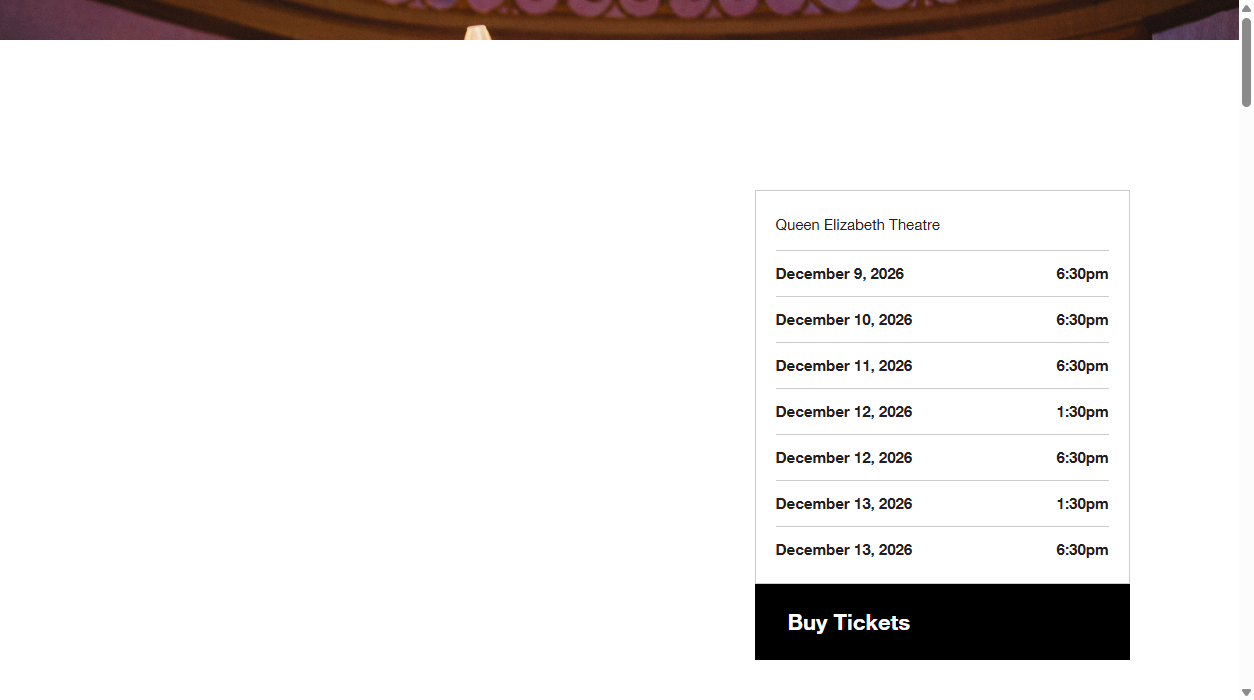 Queen Elizabeth Theatre
December 9, 2026 6:30pm
December 10, 2026 6:30pm
December 11, 2026 6:30pm
December 12, 2026 1:30pm
December 12, 2026 6:30pm
December 13, 2026 1:30pm
December 13, 2026 6:30pm
Buy Tickets